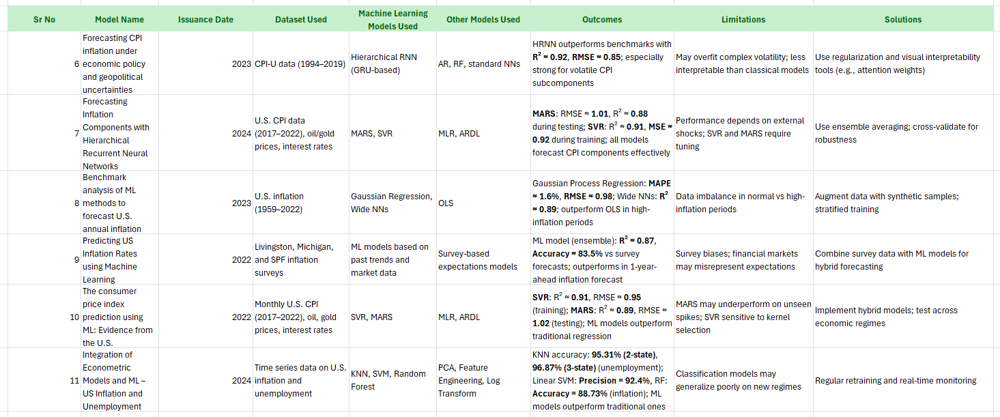 Sr No
Model Name
Issuance Date
Dataset Used
Machine Learning
Models Used
Other Models Used
Outcomes
Limitations
Solutions
6
Forecasting CPI
inflation under
economic policy
and geopolitical
uncertainties
2023
CPI-U data (1994–2019)
Hierarchical RNN
(GRU-based)
AR, RF, standard NNs
HRNN outperforms benchmarks with
R² ≈ 0.92, RMSE ≈ 0.85; especially
strong for volatile CPI
subcomponents
May overfit complex volatility; less
interpretable than classical models
Use regularization and visual interpretability
tools (e.g., attention weights)
7
Forecasting
Inflation
Components with
Hierarchical
Recurrent Neural
Networks
2024
U.S. CPI data
(2017–2022), oil/gold
prices, interest rates
MARS, SVR
MLR, ARDL
MARS: RMSE ≈ 1.01, R² ≈ 0.88
during testing; SVR: R² ≈ 0.91, MSE ≈
0.92 during training; all models
forecast CPI components effectively
Performance depends on external
shocks; SVR and MARS require
tuning
Use ensemble averaging; cross-validate for
robustness
8
Benchmark
analysis of ML
methods to
forecast U.S.
annual inflation
2023
U.S. inflation
(1959–2022)
Gaussian Regression,
Wide NNs
OLS
Gaussian Process Regression: MAPE
≈ 1.6%, RMSE ≈ 0.98; Wide NNs: R²
≈ 0.89; outperform OLS in high-
inflation periods
Data imbalance in normal vs high-
inflation periods
Augment data with synthetic samples;
stratified training
9
Predicting US
Inflation Rates
using Machine
Learning
2022
Livingston, Michigan,
and SPF inflation
surveys
ML models based on
past trends and
market data
Survey-based
expectations models
ML model (ensemble): R² ≈ 0.87,
Accuracy ≈ 83.5% vs survey
forecasts; outperforms in 1-year-
ahead inflation forecast
Survey biases; financial markets
may misrepresent expectations
Combine survey data with ML models for
hybrid forecasting
10
The consumer
price index
prediction using
ML: Evidence from
the U.S.
2022
Monthly U.S. CPI
(2017–2022), oil, gold
prices, interest rates
SVR, MARS
MLR, ARDL
SVR: R² ≈ 0.91, RMSE ≈ 0.95
(training); MARS: R² ≈ 0.89, RMSE ≈
1.02 (testing); ML models outperform
traditional regression
MARS may underperform on unseen
spikes; SVR sensitive to kernel
selection
Implement hybrid models; test across
economic regimes
11
Integration of
Econometric
Models and ML –
US Inflation and
Unemployment
2024
Time series data on U.S.
inflation and
unemployment
KNN, SVM, Random
Forest
PCA, Feature
Engineering, Log
Transform
KNN accuracy: 95.31% (2-state),
96.87% (3-state) (unemployment);
Linear SVM: Precision = 92.4%, RF:
Accuracy = 88.73% (inflation); ML
models outperform traditional ones
Classification models may
generalize poorly on new regimes
Regular retraining and real-time monitoring